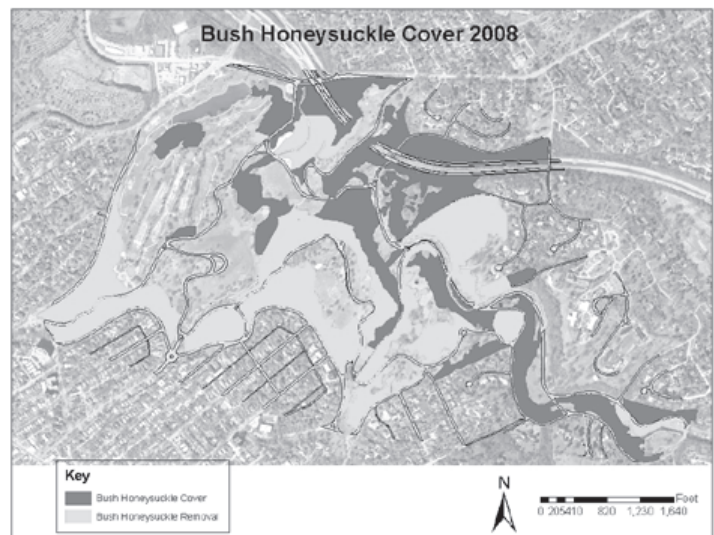 Bush Honeysuckle Cover 2008
Key
Bush Honeysuckle Cover
Bush Honeysuckle Removal
N
Feet
0 205410 820 1,230 1,640